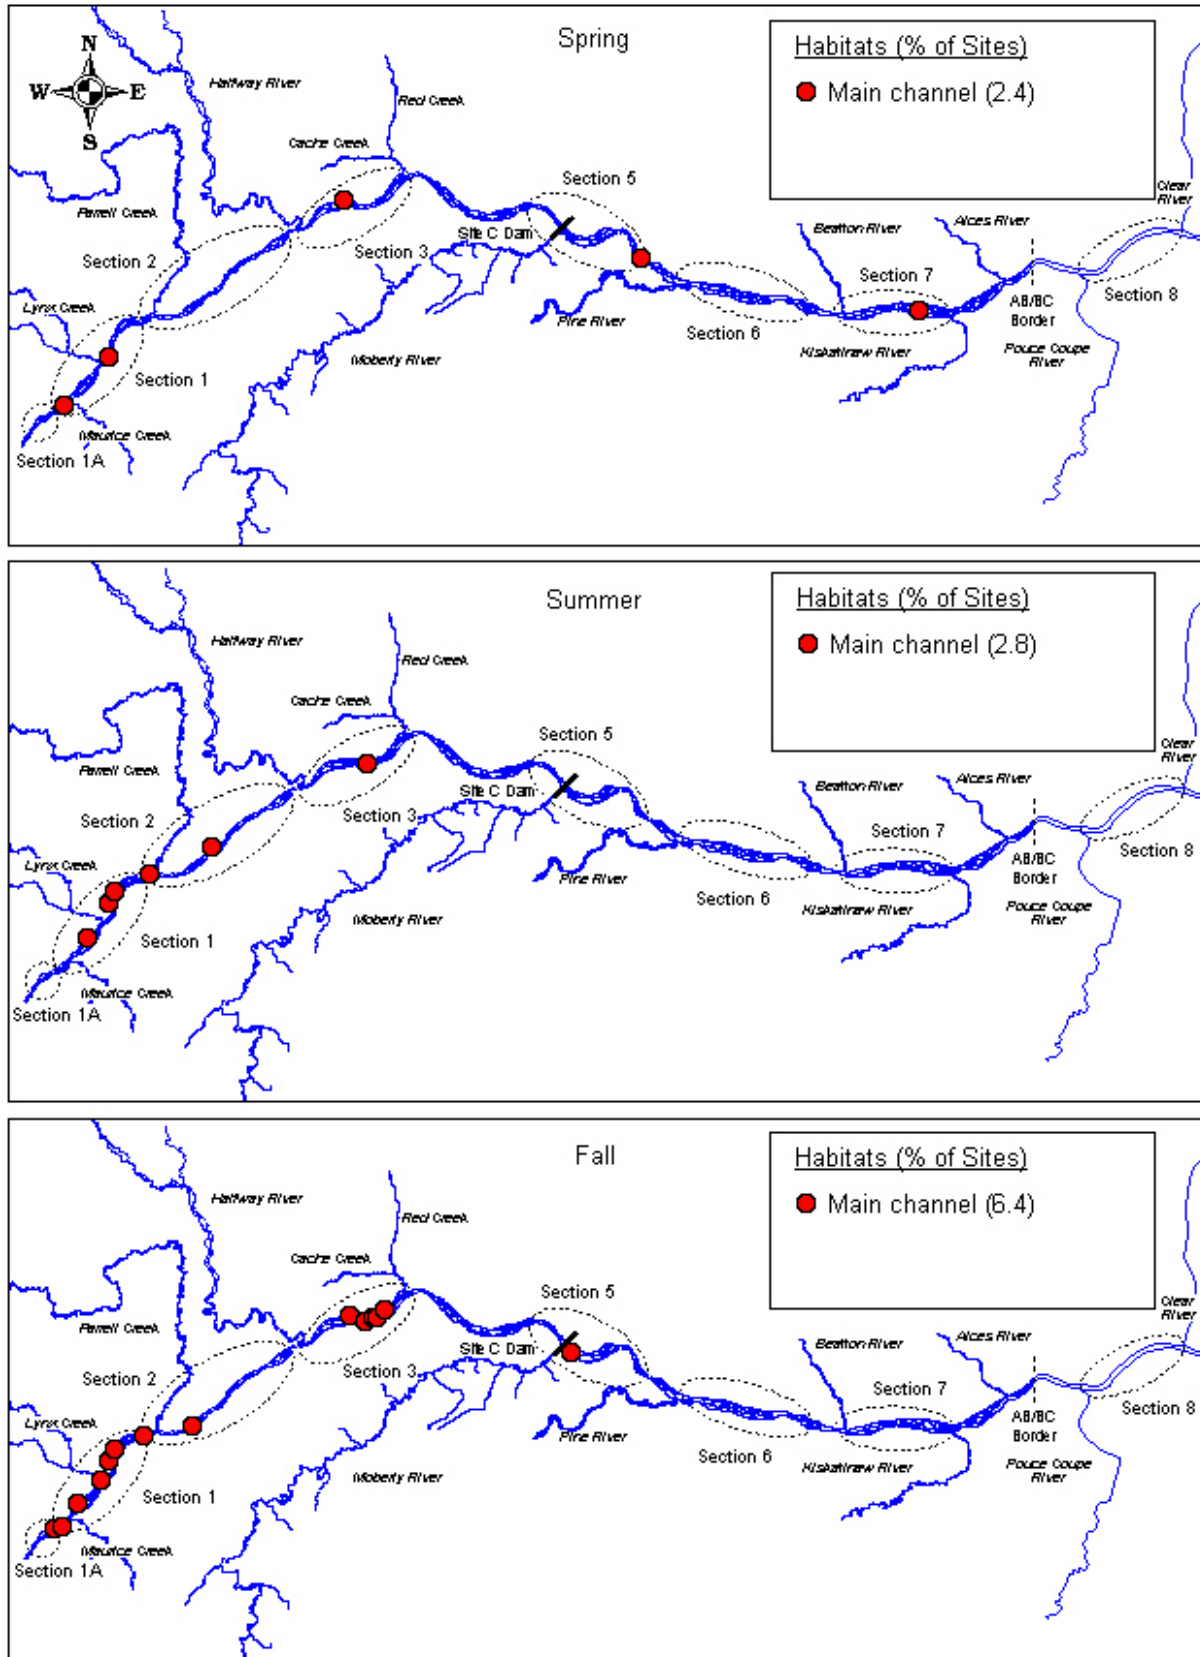 Spring
Habitats (% of Sites)
Main channel (2.4)
N
W E
S
Halfway River
Red Creek
Cache Creek
Farrell Creek
Section 5
Clear
River
Alces River
Beatton River
Site C Dam
Section 2
Section 3
Section 7
Section 8
Lynx Creek
AB/BC
Border
Pine River
Section 6
Kiskatinaw River
Pouce Coupe
River
Moberly River
Section 1
Maurice Creek
Section 1A
Summer
Habitats (% of Sites)
Main channel (2.8)
Halfway River
Red Creek
Cache Creek
Farrell Creek
Section 5
Clear
River
Alces River
Beatton River
Site C Dam
Section 2
Section 3
Section 7
Section 8
Lynx Creek
AB/BC
Border
Pine River
Section 6
Kiskatinaw River
Pouce Coupe
River
Moberly River
Section 1
Maurice Creek
Section 1A
Fall
Habitats (% of Sites)
Main channel (6.4)
Halfway River
Red Creek
Cache Creek
Farrell Creek
Section 5
Clear
River
Alces River
Beatton River
Site C Dam
Section 2
Section 3
Section 7
Section 8
Lynx Creek
AB/BC
Border
Pine River
Section 6
Kiskatinaw River
Pouce Coupe
River
Moberly River
Section 1
Maurice Creek
Section 1A